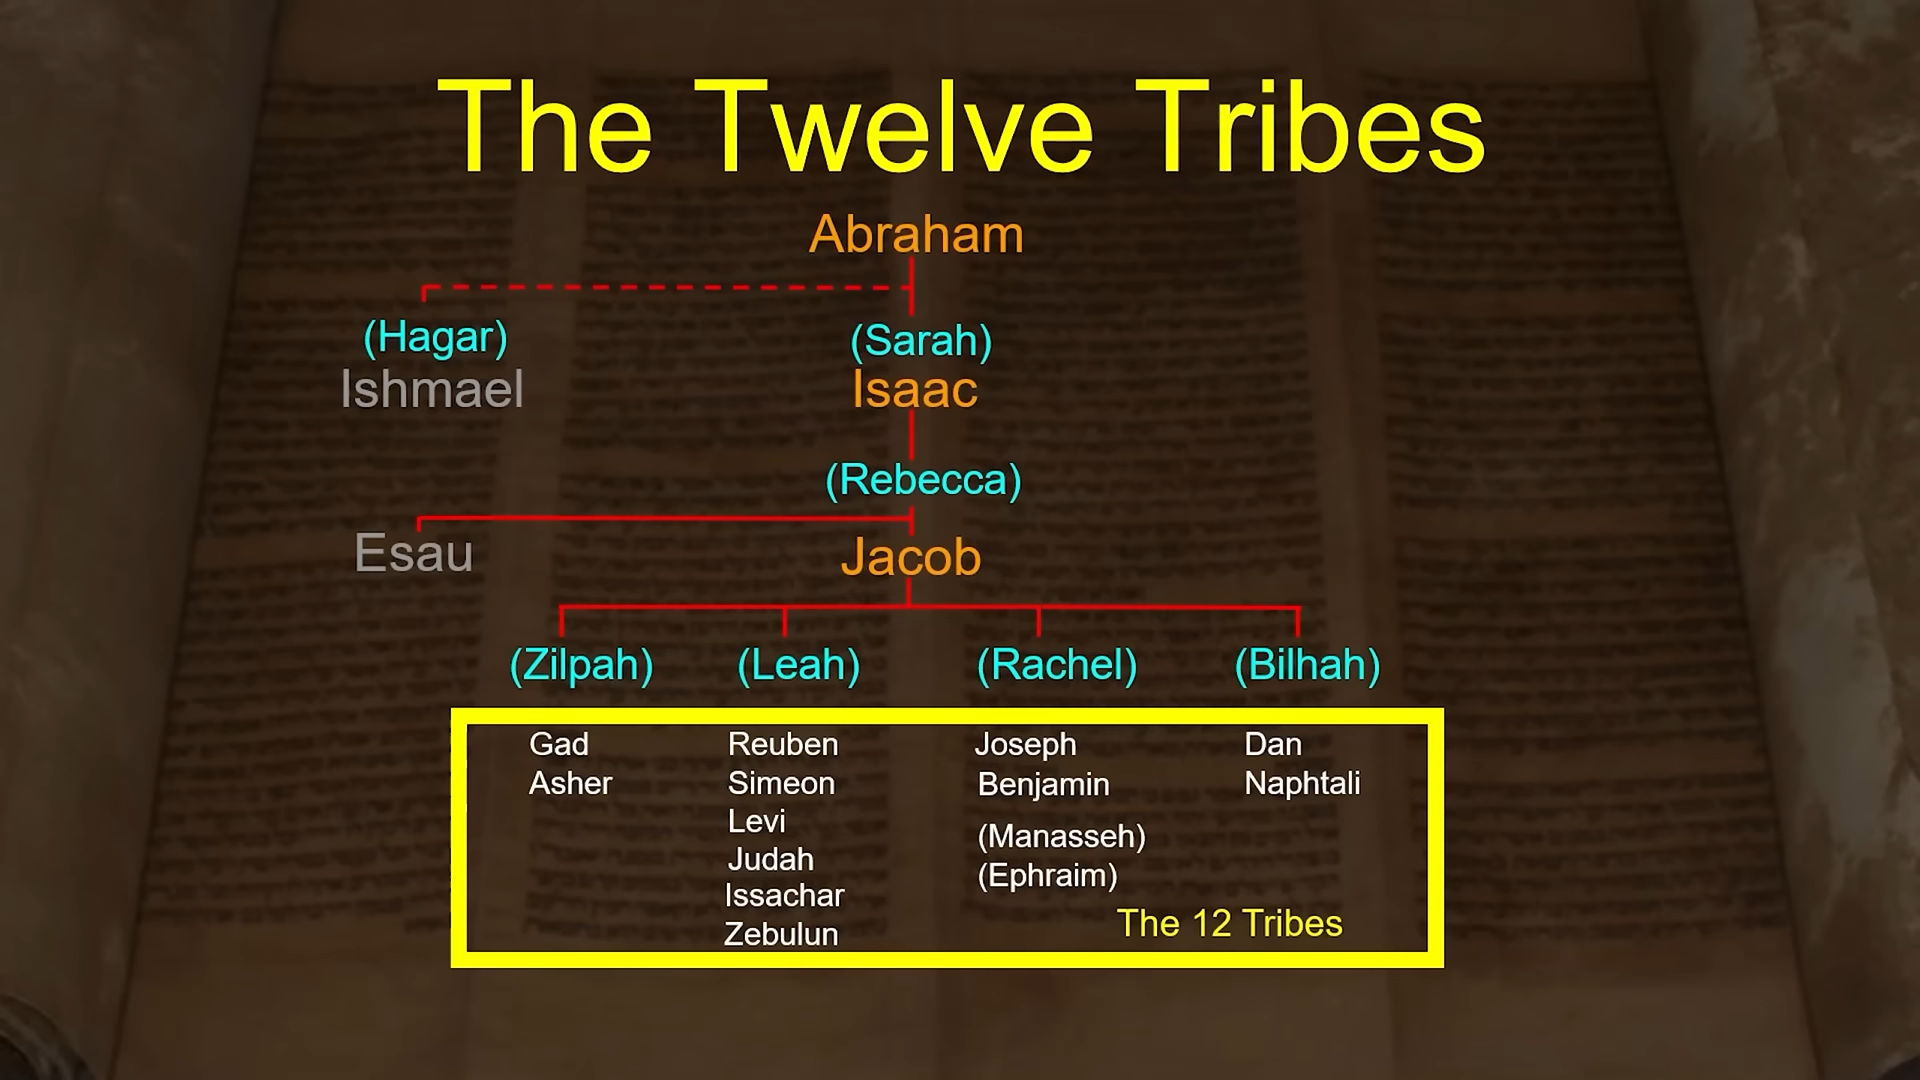 The Twelve Tribes
Abraham
(Hagar) (Sarah)
Ishmael Isaac
(Rebecca)
Esau Jacob
(Zilpah) (Leah) (Rachel) (Bilhah)
Gad Reuben Joseph Dan
Asher Simeon Benjamin Naphtali
Levi (Manasseh)
Judah (Ephraim)
Issachar
Zebulun The 12 Tribes